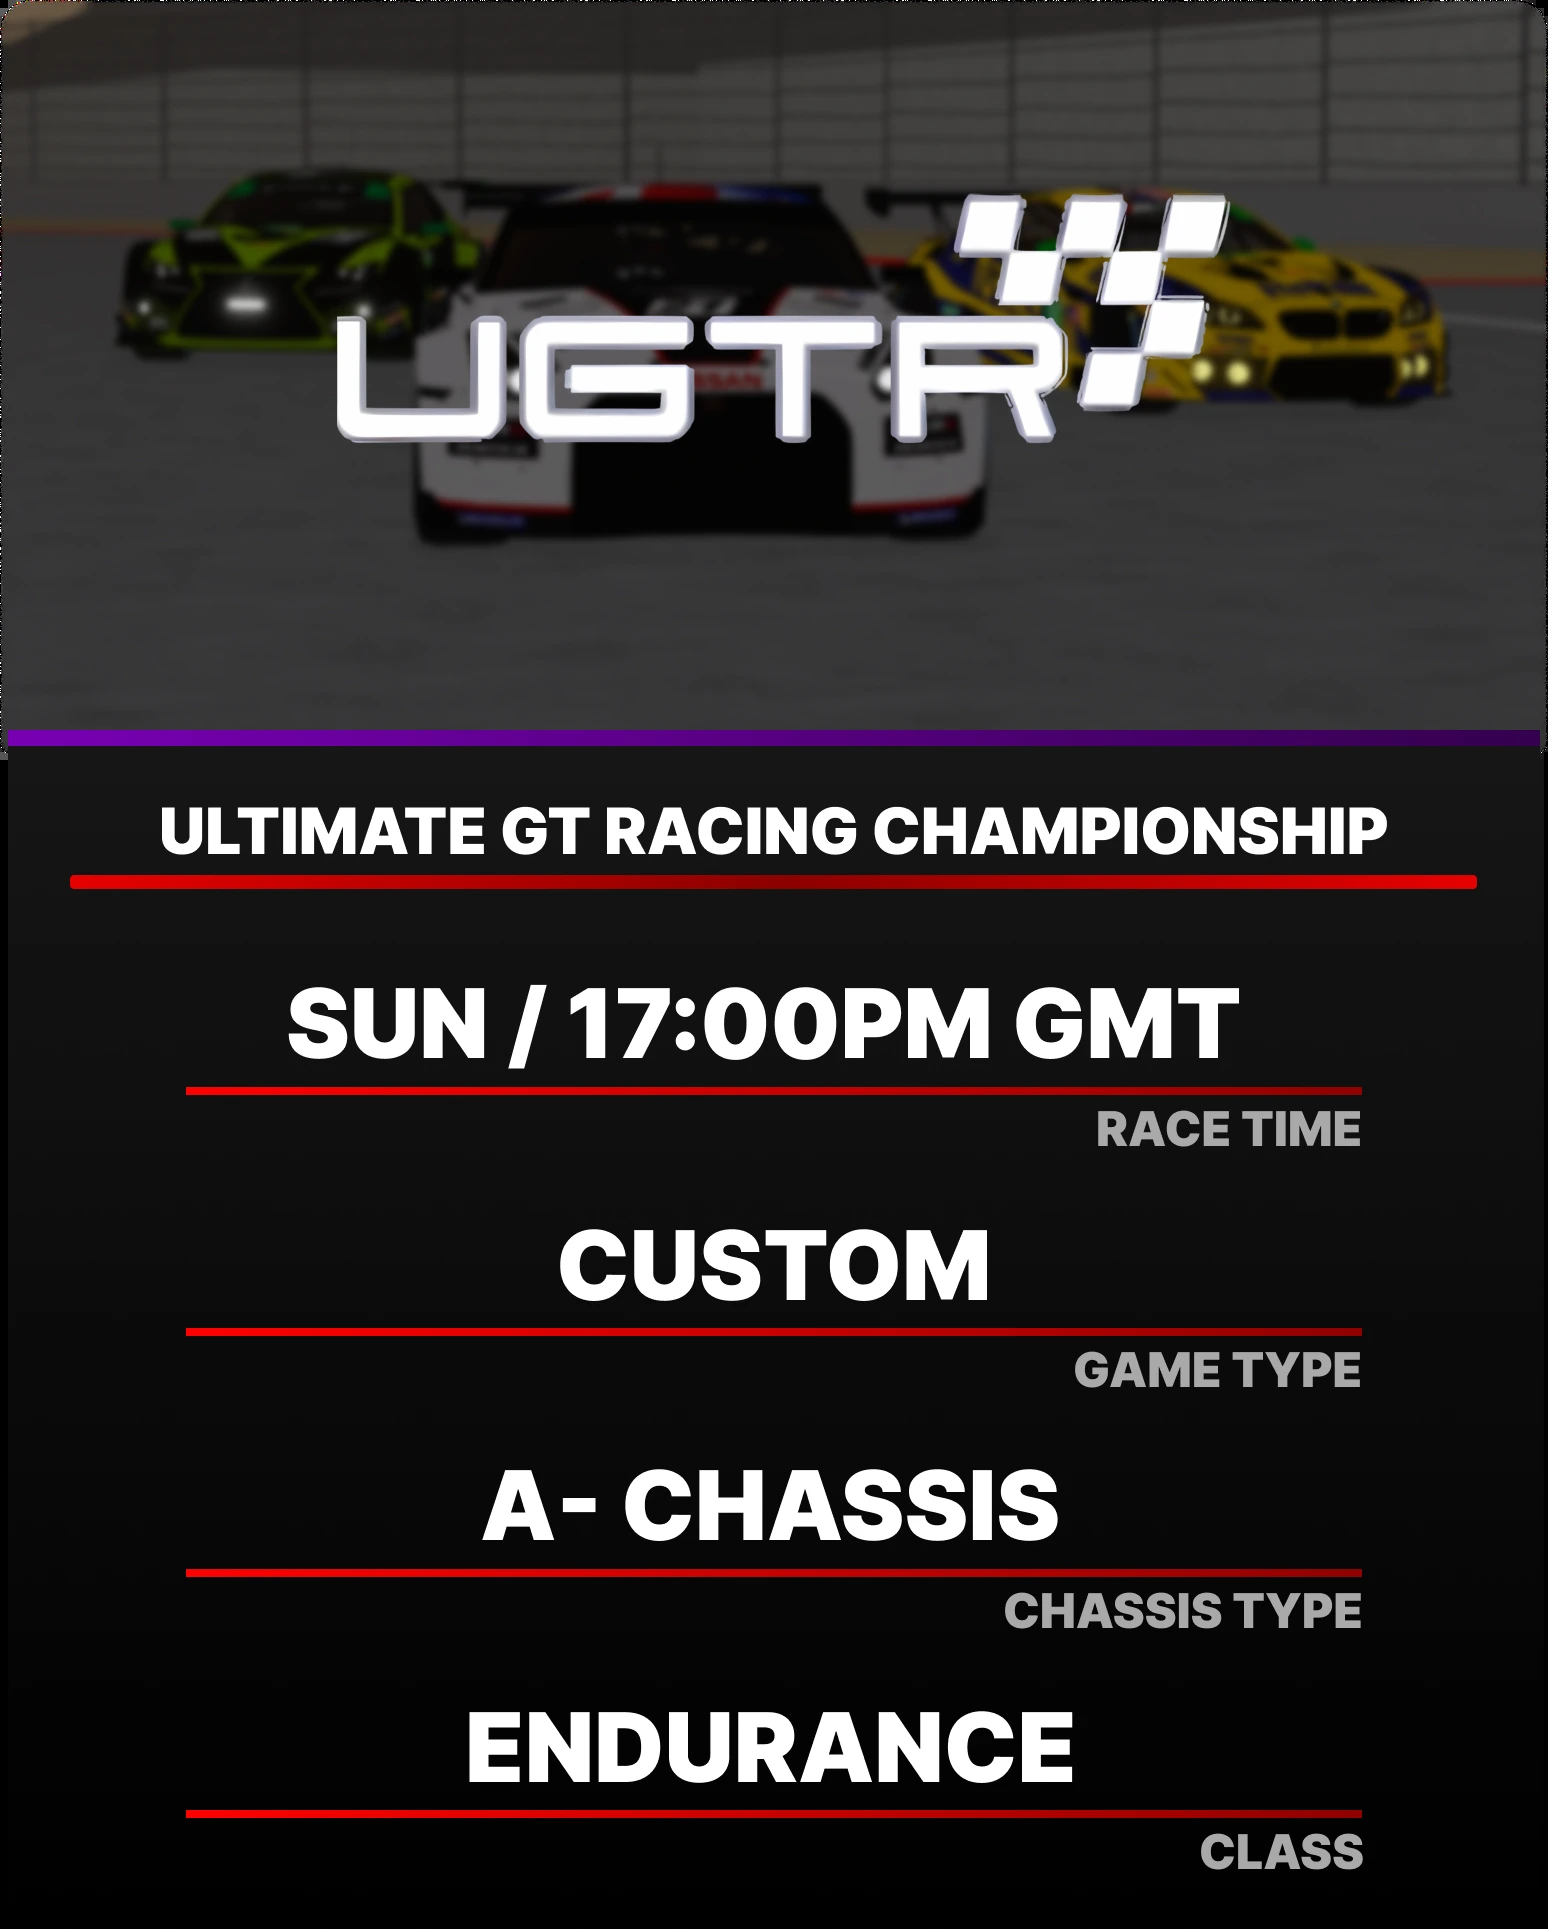 UGTR
ULTIMATE GT RACING CHAMPIONSHIP
SUN / 17:00PM GMT
RACE TIME
CUSTOM
GAME TYPE
A- CHASSIS
CHASSIS TYPE
ENDURANCE
CLASS